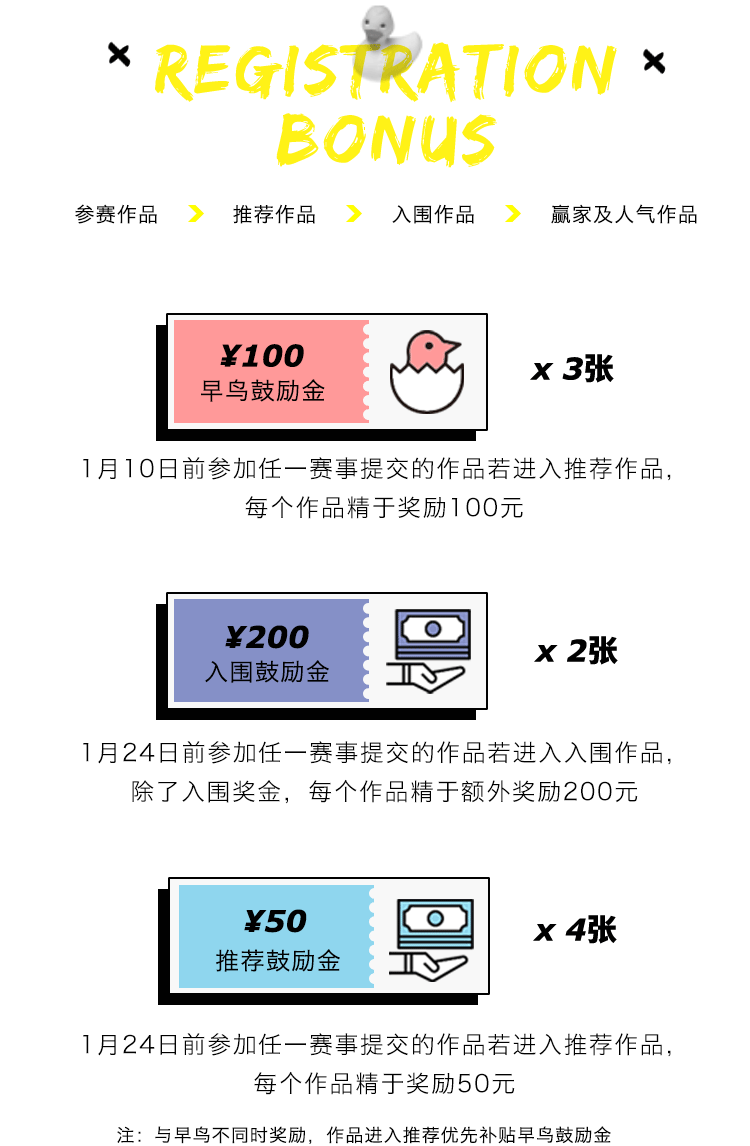 REGISTRATION
BONUS
参赛作品 推荐作品 入围作品 赢家及人气作品
¥100
早鸟鼓励金
x 3张
1月10日前参加任一赛事提交的作品若进入推荐作品，
每个作品精于奖励100元
¥200
入围鼓励金
x 2张
1月24日前参加任一赛事提交的作品若进入入围作品，
除了入围奖金，每个作品精于额外奖励200元
¥50
推荐鼓励金
x 4张
1月24日前参加任一赛事提交的作品若进入推荐作品，
每个作品精于奖励50元
注：与早鸟不同时奖励，作品进入推荐优先补贴早鸟鼓励金